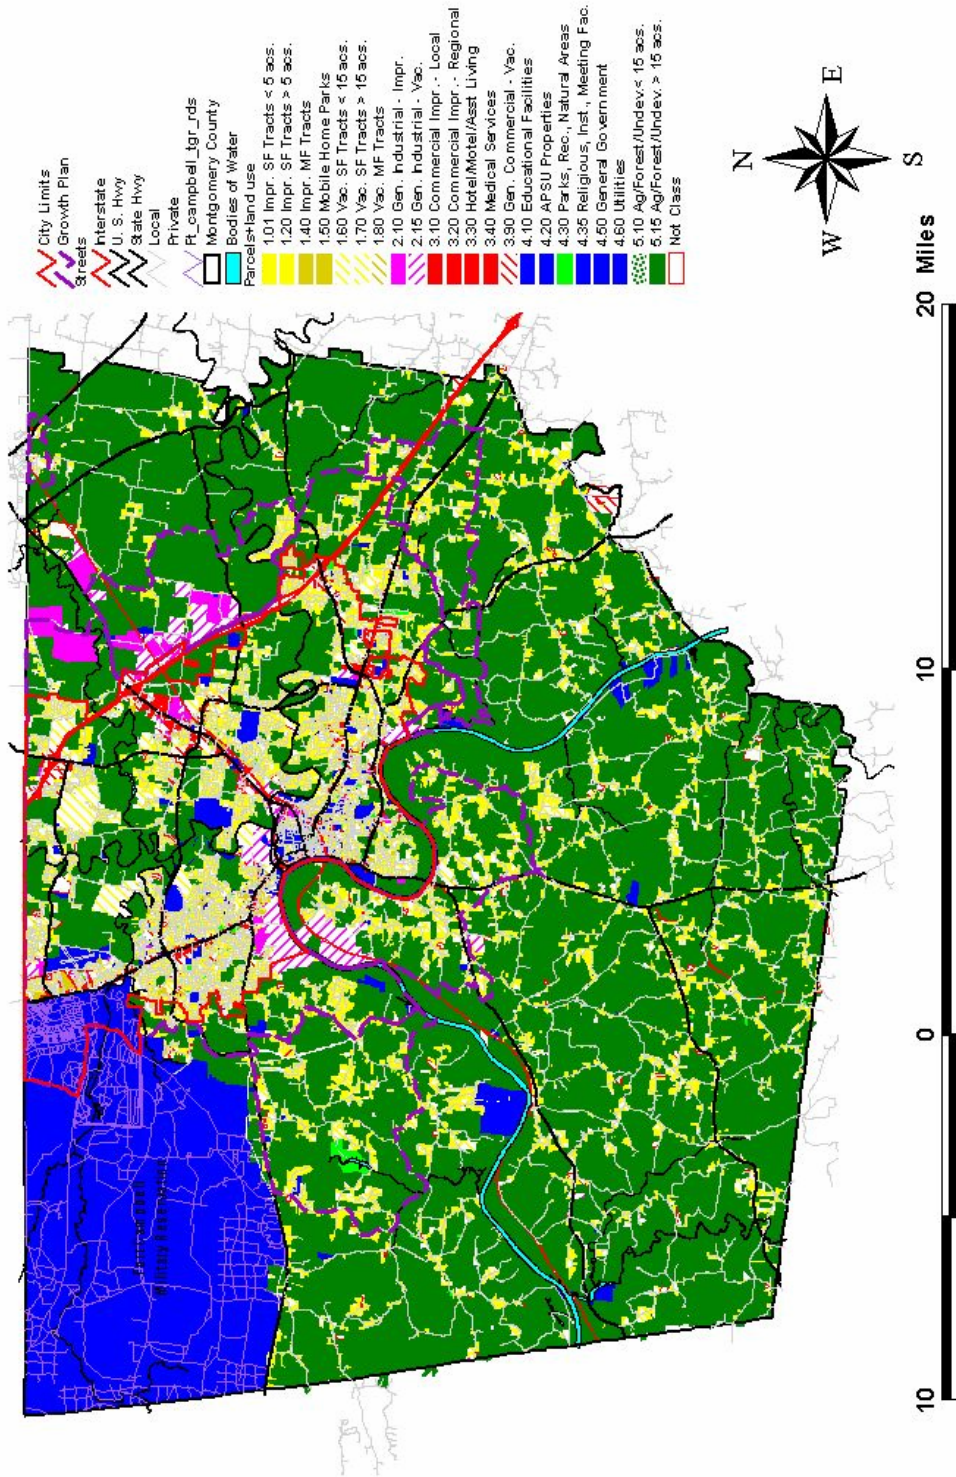 City Limits
Growth Plan
Streets
Interstate
U. S. Hwy
State Hwy
Local
Private
Ft_campbell_tgr_rds
Montgomery County
Bodies of Water
Parcels+land use
1.01 Impr. SF Tracts < 5 acs.
1.20 Impr. SF Tracts > 5 acs.
1.40 Impr. MF Tracts
1.50 Mobile Home Parks
1.60 Vac. SF Tracts < 15 acs.
1.70 Vac. SF Tracts > 15 acs.
1.80 Vac. MF Tracts
2.10 Gen. Industrial - Impr.
2.15 Gen. Industrial - Vac.
3.10 Commercial Impr. - Local
3.20 Commercial Impr. - Regional
3.30 Hotel/Motel/Asst Living
3.40 Medical Services
3.90 Gen. Commercial - Vac.
4.10 Educational Facilities
4.20 APSU Properties
4.30 Parks, Rec., Natural Areas
4.35 Religious, Inst., Meeting Fac.
4.50 General Government
4.60 Utilities
5.10 Ag/Forest/Undev. < 15 acs.
5.15 Ag/Forest/Undev. > 15 acs.
Not Class
Military Reservation
N
W
E
S
10
0
10
20 Miles